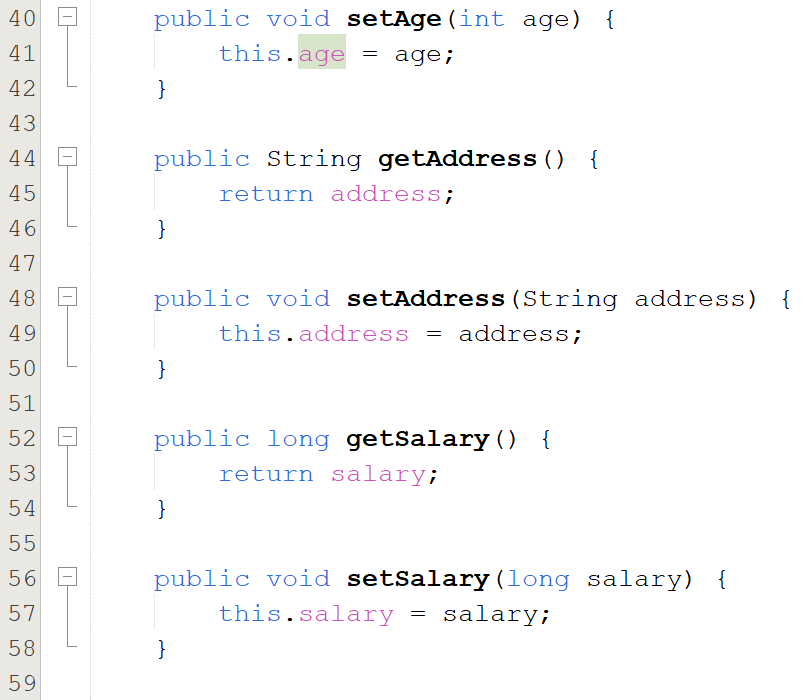 40 public void setAge(int age) {
41 this.age = age;
42 }
43
44 public String getAddress() {
45 return address;
46 }
47
48 public void setAddress(String address) {
49 this.address = address;
50 }
51
52 public long getSalary() {
53 return salary;
54 }
55
56 public void setSalary(long salary) {
57 this.salary = salary;
58 }
59